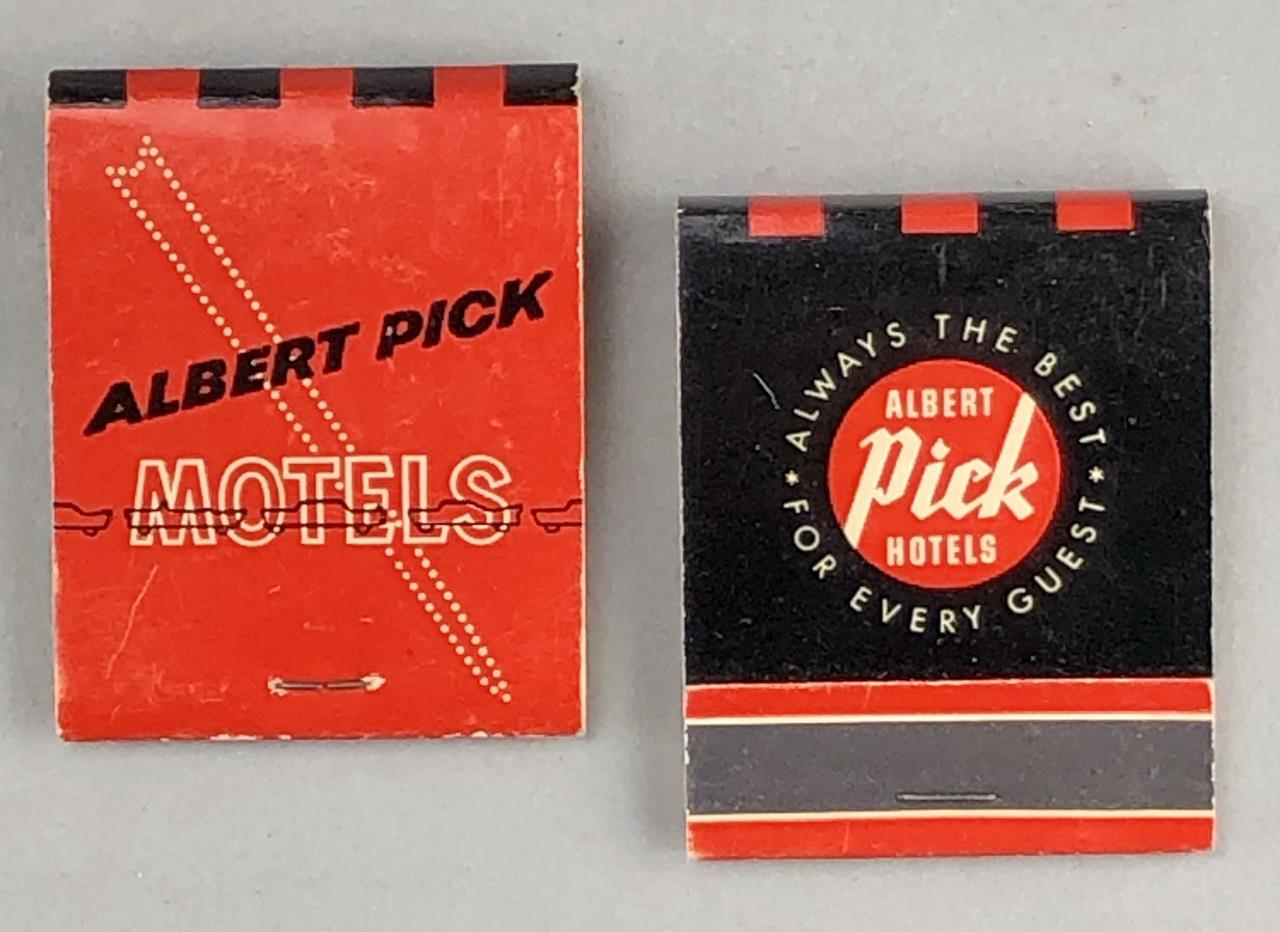 ALBERT PICK
MOTELS
* ALWAYS THE BEST *
ALBERT
Pick
HOTELS
FOR EVERY GUEST